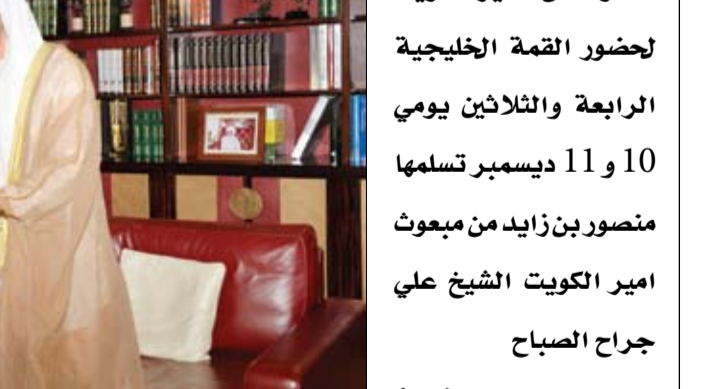 لحضور القمة الخليجية
الرابعة والثلاثين يومي
10 و 11 ديسمبر تسلمها
منصور بن زايد من مبعوث
امير الكويت الشيخ علي
جراح الصباح